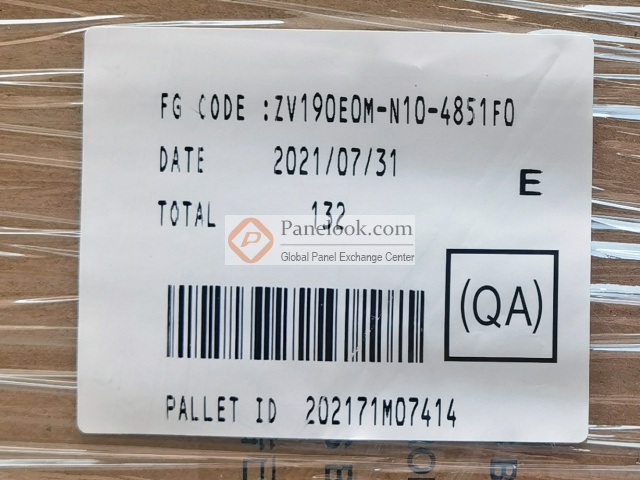 FG CODE :ZV190E0M-N10-4851F0
DATE 2021/07/31
E
TOTAL 132
Panelook.com
Global Panel Exchange Center
(QA)
PALLET ID 202171M07414